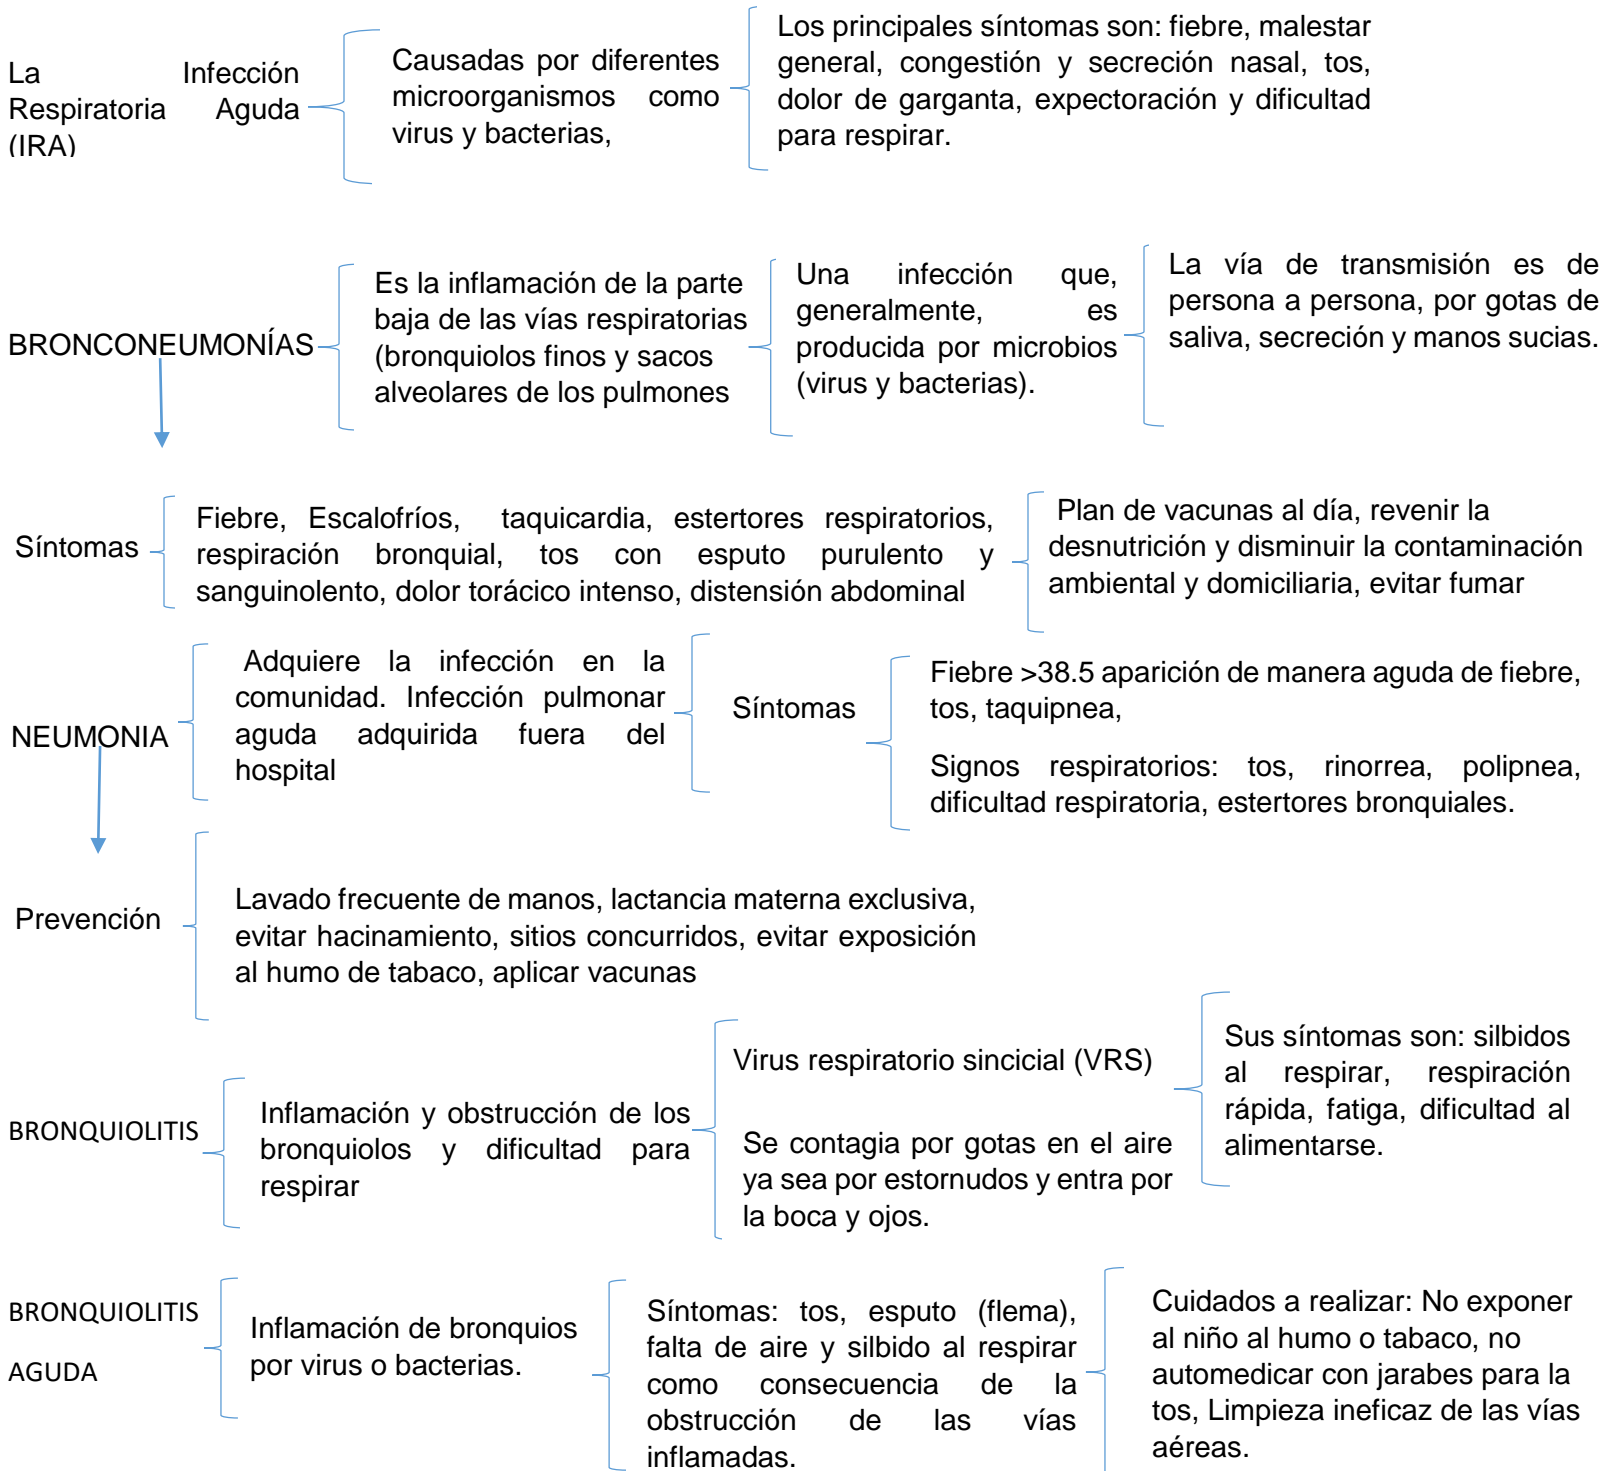 La Infección
Respiratoria Aguda
(IRA)
Causadas por diferentes
microorganismos como
virus y bacterias,
Los principales síntomas son: fiebre, malestar
general, congestión y secreción nasal, tos,
dolor de garganta, expectoración y dificultad
para respirar.
BRONCONEUMONÍAS
Es la inflamación de la parte
baja de las vías respiratorias
(bronquiolos finos y sacos
alveolares de los pulmones
Una infección que,
generalmente, es
producida por microbios
(virus y bacterias).
La vía de transmisión es de
persona a persona, por gotas de
saliva, secreción y manos sucias.
Síntomas
Fiebre, Escalofríos, taquicardia, estertores respiratorios,
respiración bronquial, tos con esputo purulento y
sanguinolento, dolor torácico intenso, distensión abdominal
Plan de vacunas al día, revenir la
desnutrición y disminuir la contaminación
ambiental y domiciliaria, evitar fumar
NEUMONIA
Adquiere la infección en la
comunidad. Infección pulmonar
aguda adquirida fuera del
hospital
Síntomas
Fiebre >38.5 aparición de manera aguda de fiebre,
tos, taquipnea,
Signos respiratorios: tos, rinorrea, polipnea,
dificultad respiratoria, estertores bronquiales.
Prevención
Lavado frecuente de manos, lactancia materna exclusiva,
evitar hacinamiento, sitios concurridos, evitar exposición
al humo de tabaco, aplicar vacunas
BRONQUIOLITIS
Inflamación y obstrucción de los
bronquiolos y dificultad para
respirar
Virus respiratorio sincicial (VRS)
Se contagia por gotas en el aire
ya sea por estornudos y entra por
la boca y ojos.
Sus síntomas son: silbidos
al respirar, respiración
rápida, fatiga, dificultad al
alimentarse.
BRONQUIOLITIS
AGUDA
Inflamación de bronquios
por virus o bacterias.
Síntomas: tos, esputo (flema),
falta de aire y silbido al respirar
como consecuencia de la
obstrucción de las vías
inflamadas.
Cuidados a realizar: No exponer
al niño al humo o tabaco, no
automedicar con jarabes para la
tos, Limpieza ineficaz de las vías
aéreas.